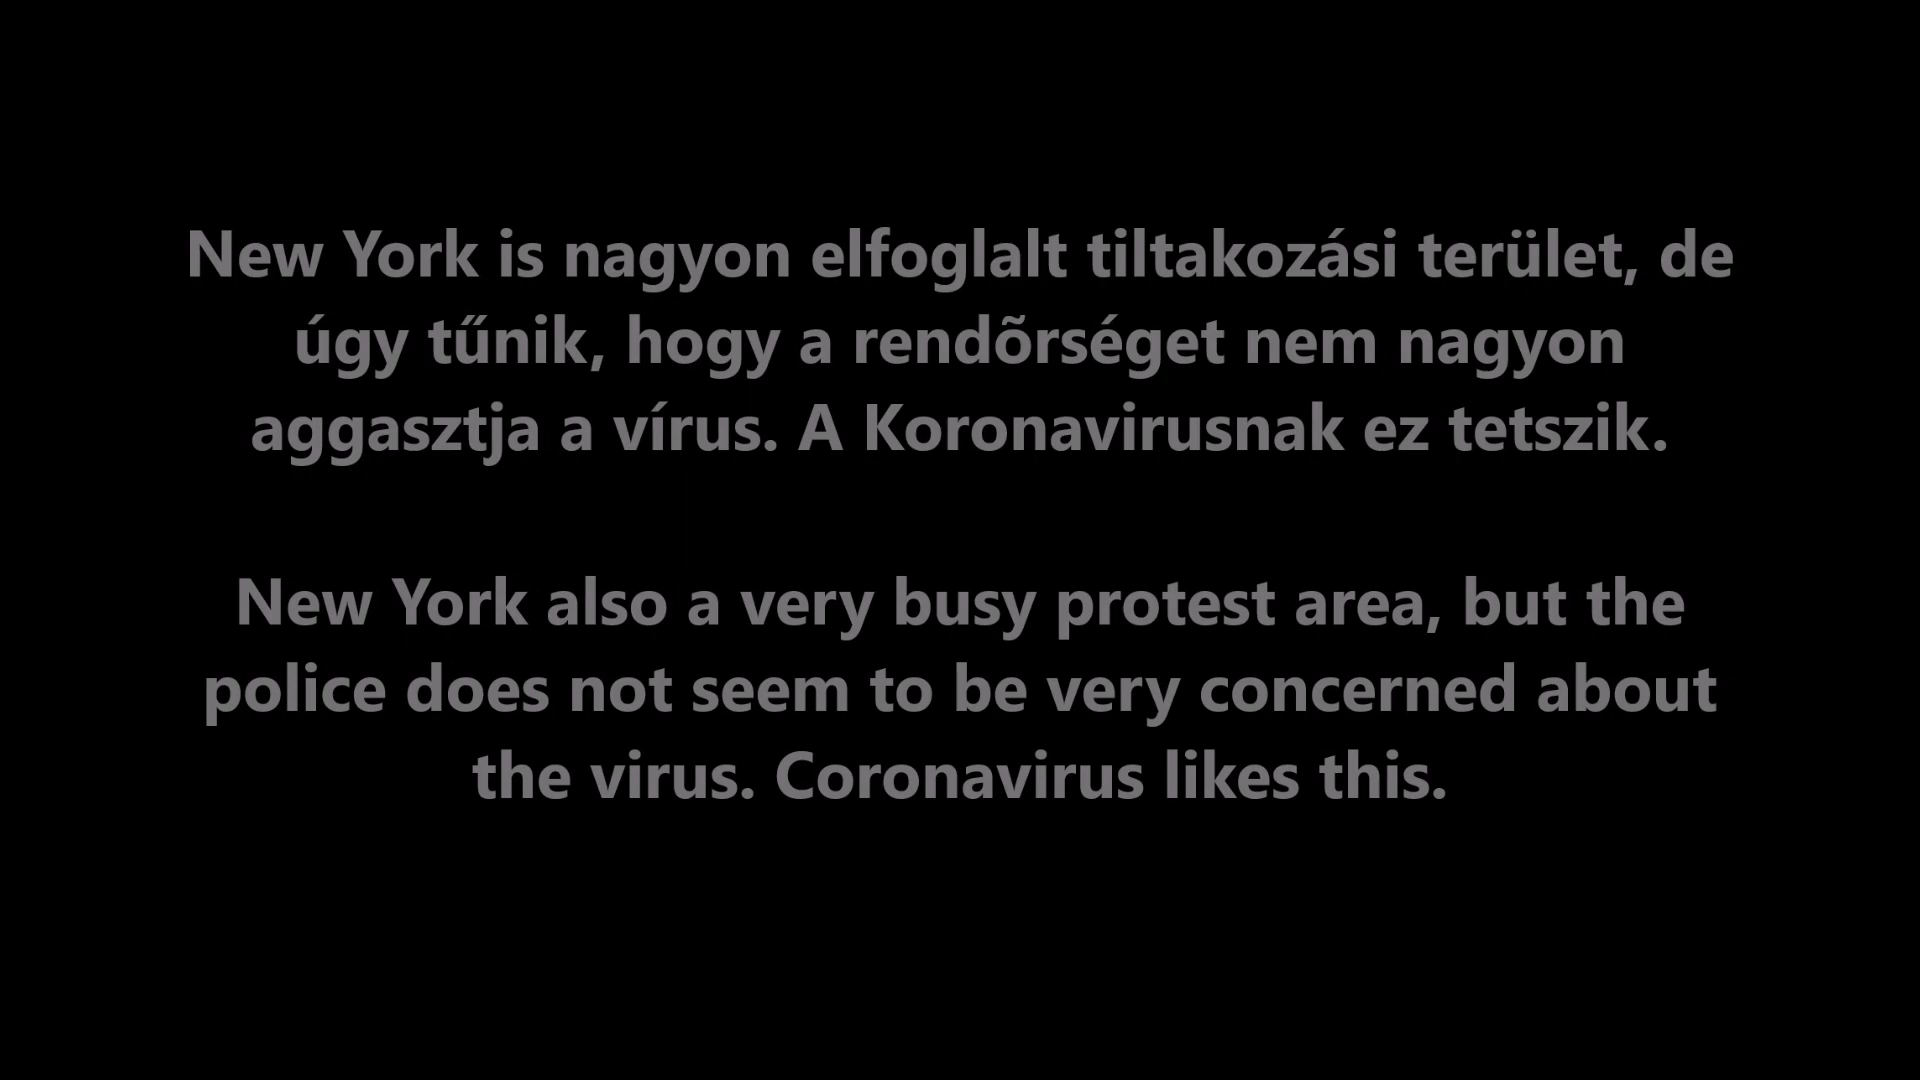 New York is nagyon elfoglalt tiltakozási terület, de
úgy tűnik, hogy a rendõrséget nem nagyon
aggasztja a vírus. A Koronavirusnak ez tetszik.
New York also a very busy protest area, but the
police does not seem to be very concerned about
the virus. Coronavirus likes this.